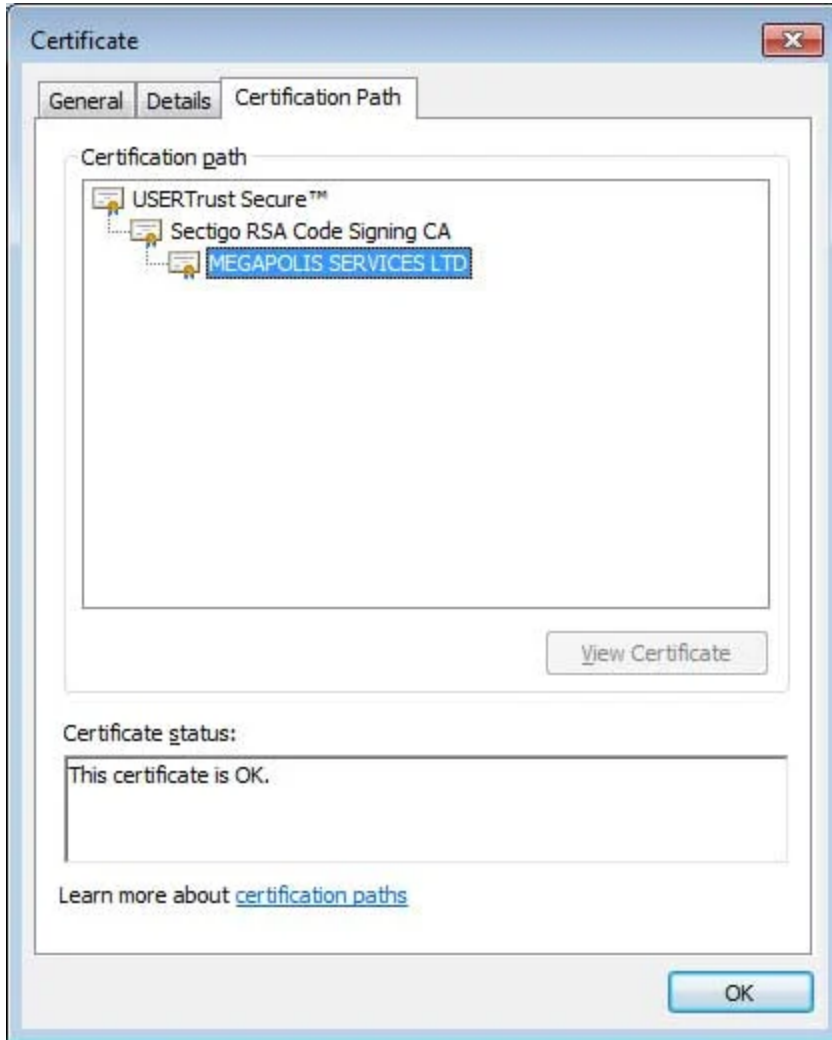 Certificate
General Details Certification Path
Certification path
USERTrust Secure™
Sectigo RSA Code Signing CA
MEGAPOLIS SERVICES LTD
View Certificate
Certificate status:
This certificate is OK.
Learn more about certification paths
OK